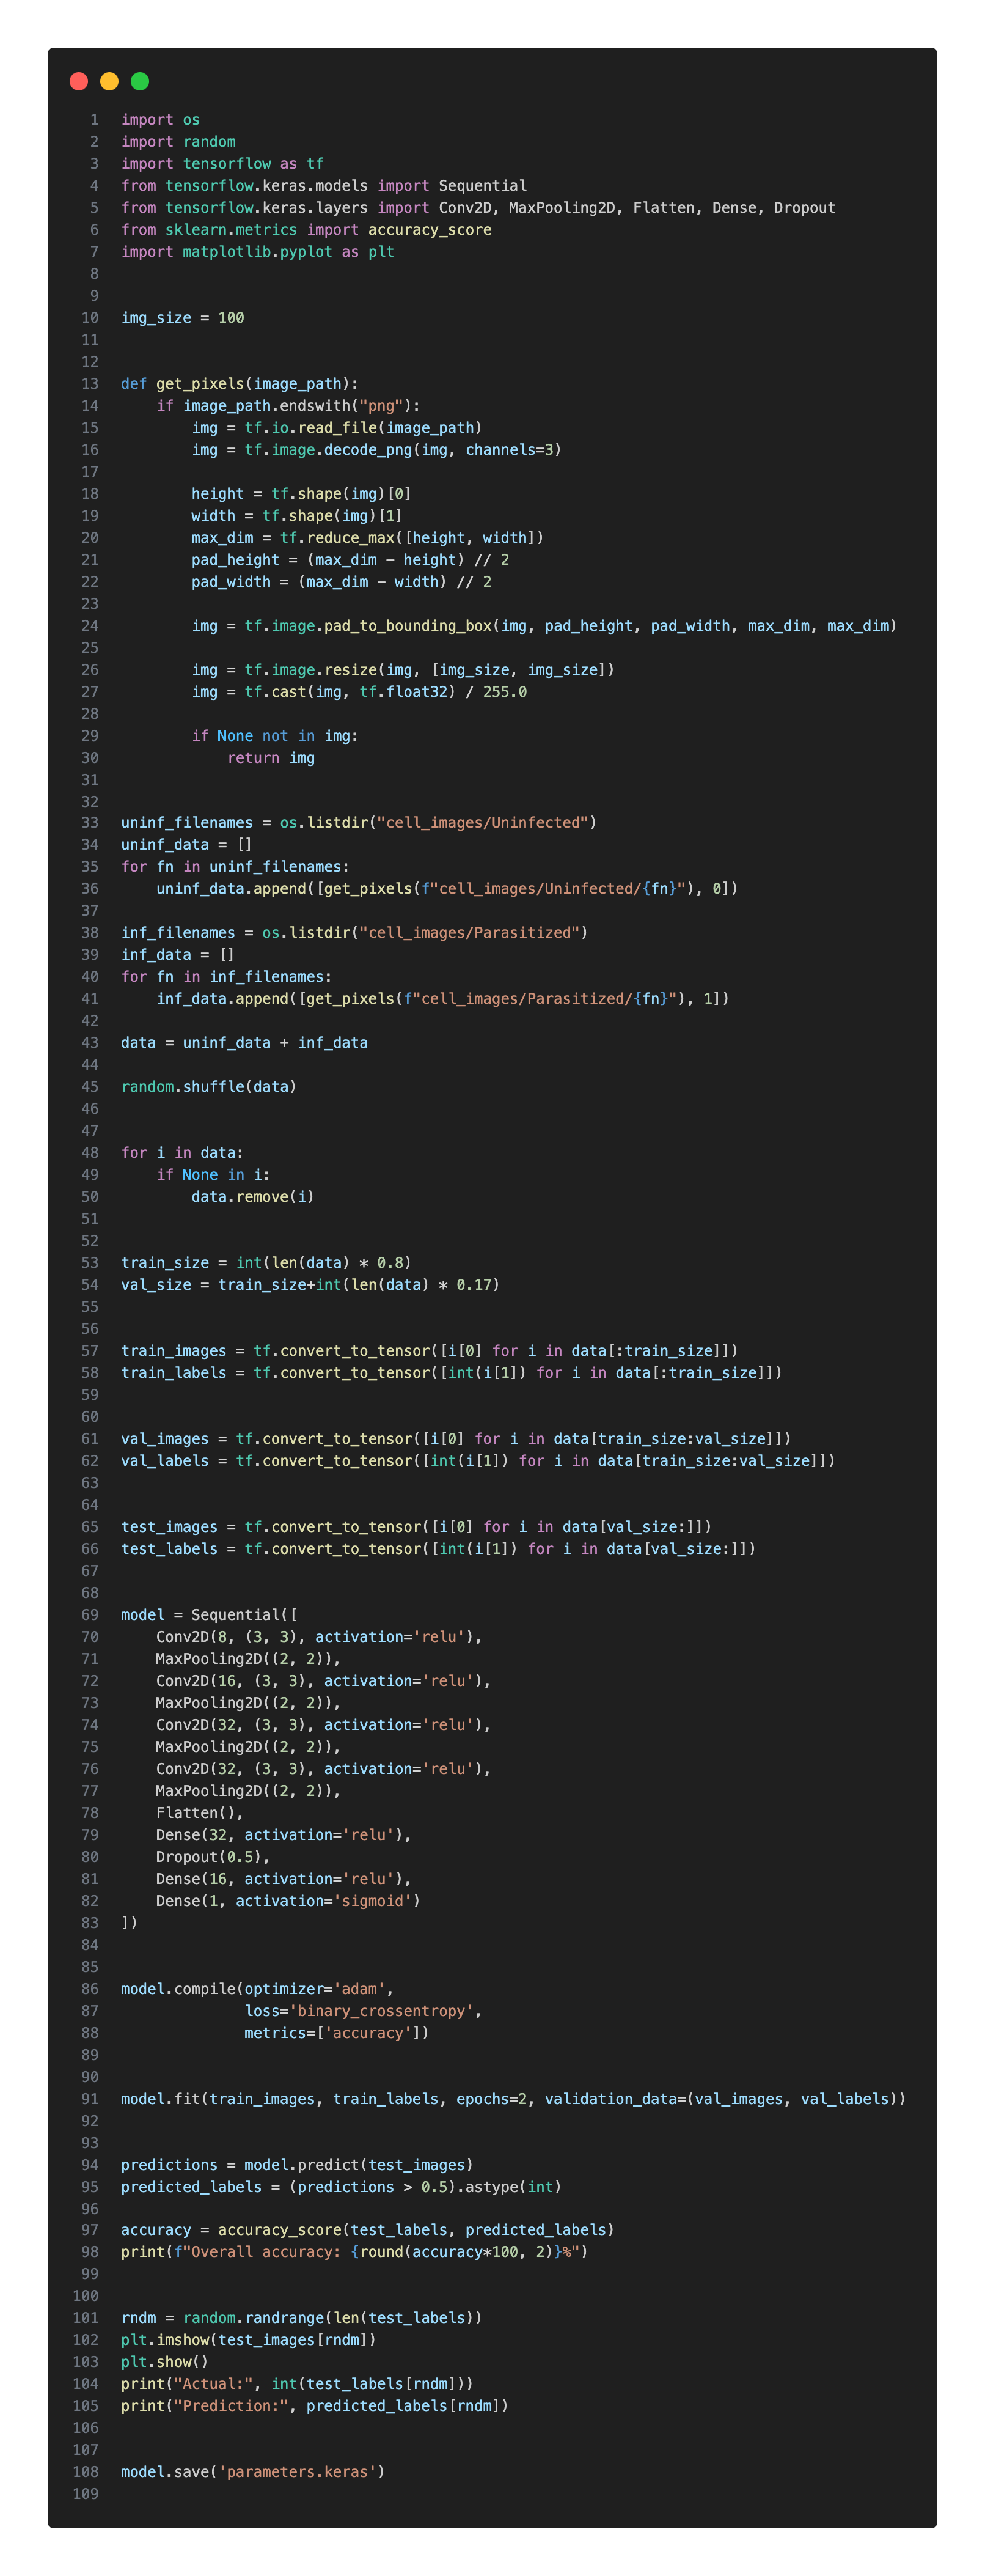 1 import os
2 import random
3 import tensorflow as tf
4 from tensorflow.keras.models import Sequential
5 from tensorflow.keras.layers import Conv2D, MaxPooling2D, Flatten, Dense, Dropout
6 from sklearn.metrics import accuracy_score
7 import matplotlib.pyplot as plt
8
9
10 img_size = 100
11
12
13 def get_pixels(image_path):
14     if image_path.endswith("png"):
15         img = tf.io.read_file(image_path)
16         img = tf.image.decode_png(img, channels=3)
17
18         height = tf.shape(img)[0]
19         width = tf.shape(img)[1]
20         max_dim = tf.reduce_max([height, width])
21         pad_height = (max_dim - height) // 2
22         pad_width = (max_dim - width) // 2
23
24         img = tf.image.pad_to_bounding_box(img, pad_height, pad_width, max_dim, max_dim)
25
26         img = tf.image.resize(img, [img_size, img_size])
27         img = tf.cast(img, tf.float32) / 255.0
28
29         if None not in img:
30             return img
31
32
33 uninf_filenames = os.listdir("cell_images/Uninfected")
34 uninf_data = []
35 for fn in uninf_filenames:
36     uninf_data.append([get_pixels(f"cell_images/Uninfected/{fn}"), 0])
37
38 inf_filenames = os.listdir("cell_images/Parasitized")
39 inf_data = []
40 for fn in inf_filenames:
41     inf_data.append([get_pixels(f"cell_images/Parasitized/{fn}"), 1])
42
43 data = uninf_data + inf_data
44
45 random.shuffle(data)
46
47
48 for i in data:
49     if None in i:
50         data.remove(i)
51
52
53 train_size = int(len(data) * 0.8)
54 val_size = train_size+int(len(data) * 0.17)
55
56
57 train_images = tf.convert_to_tensor([i[0] for i in data[:train_size]])
58 train_labels = tf.convert_to_tensor([int(i[1]) for i in data[:train_size]])
59
60
61 val_images = tf.convert_to_tensor([i[0] for i in data[train_size:val_size]])
62 val_labels = tf.convert_to_tensor([int(i[1]) for i in data[train_size:val_size]])
63
64
65 test_images = tf.convert_to_tensor([i[0] for i in data[val_size:]])
66 test_labels = tf.convert_to_tensor([int(i[1]) for i in data[val_size:]])
67
68
69 model = Sequential([
70     Conv2D(8, (3, 3), activation='relu'),
71     MaxPooling2D((2, 2)),
72     Conv2D(16, (3, 3), activation='relu'),
73     MaxPooling2D((2, 2)),
74     Conv2D(32, (3, 3), activation='relu'),
75     MaxPooling2D((2, 2)),
76     Conv2D(32, (3, 3), activation='relu'),
77     MaxPooling2D((2, 2)),
78     Flatten(),
79     Dense(32, activation='relu'),
80     Dropout(0.5),
81     Dense(16, activation='relu'),
82     Dense(1, activation='sigmoid')
83 ])
84
85
86 model.compile(optimizer='adam',
87               loss='binary_crossentropy',
88               metrics=['accuracy'])
89
90
91 model.fit(train_images, train_labels, epochs=2, validation_data=(val_images, val_labels))
92
93
94 predictions = model.predict(test_images)
95 predicted_labels = (predictions > 0.5).astype(int)
96
97 accuracy = accuracy_score(test_labels, predicted_labels)
98 print(f"Overall accuracy: {round(accuracy*100, 2)}%")
99
100
101 rndm = random.randrange(len(test_labels))
102 plt.imshow(test_images[rndm])
103 plt.show()
104 print("Actual:", int(test_labels[rndm]))
105 print("Prediction:", predicted_labels[rndm])
106
107
108 model.save('parameters.keras')
109